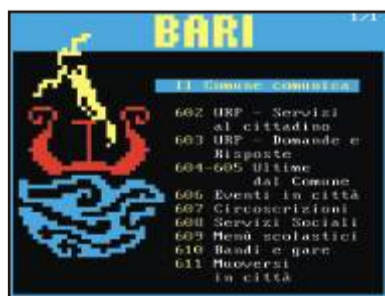 1/1
BARI
Il Comune comunica
602 URP - Servizi
al cittadino
603 URP - Domande e
Risposte
604-605 Ultime
dal Comune
606 Eventi in città
607 Circoscrizioni
608 Servizi Sociali
609 Menù scolastici
610 Bandi e gare
611 Muoversi
in città